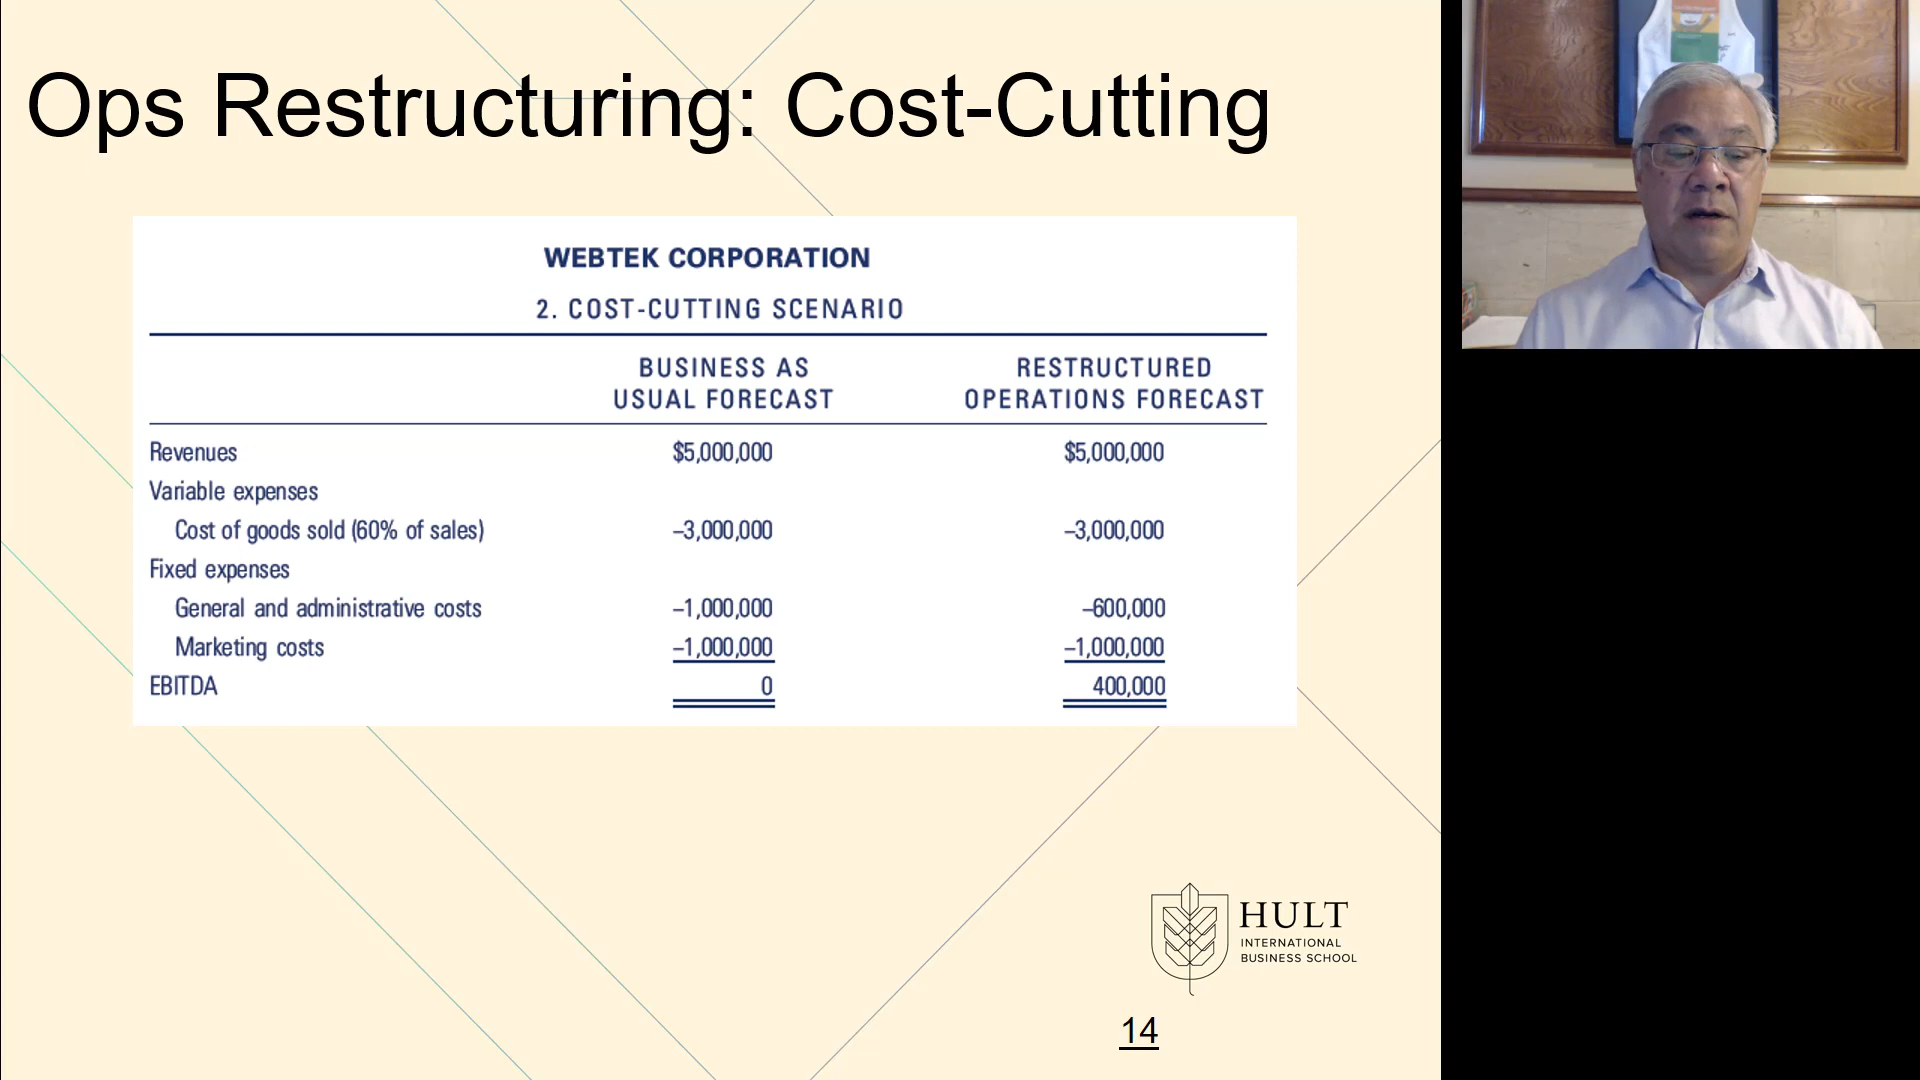 Ops Restructuring: Cost-Cutting
WEBTEK CORPORATION
2. COST-CUTTING SCENARIO
BUSINESS AS USUAL FORECAST
RESTRUCTURED OPERATIONS FORECAST
Revenues $5,000,000 $5,000,000
Variable expenses
Cost of goods sold (60% of sales) –3,000,000 –3,000,000
Fixed expenses
General and administrative costs –1,000,000 –600,000
Marketing costs –1,000,000 –1,000,000
EBITDA 0 400,000
HULT
INTERNATIONAL
BUSINESS SCHOOL
14